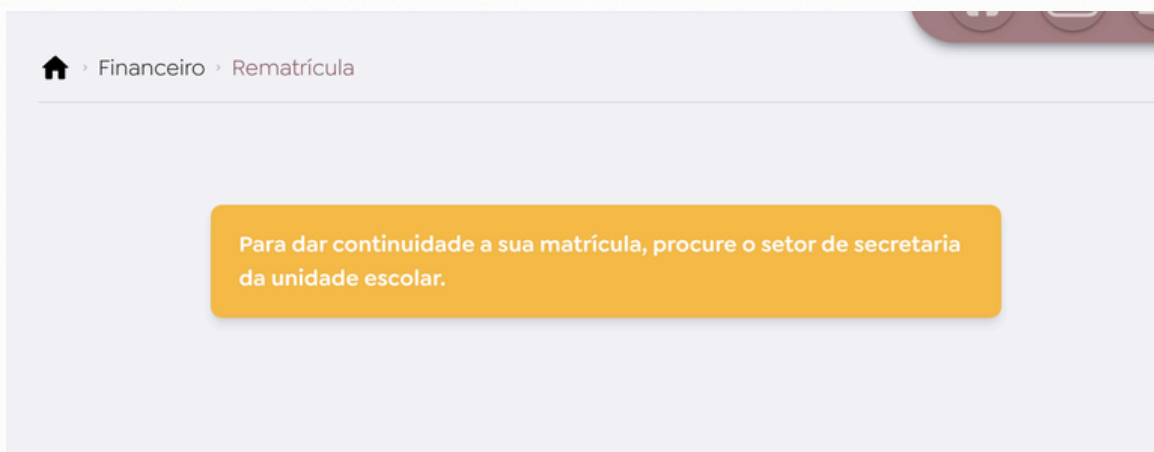 Financeiro › Rematrícula
Para dar continuidade a sua matrícula, procure o setor de secretaria
da unidade escolar.